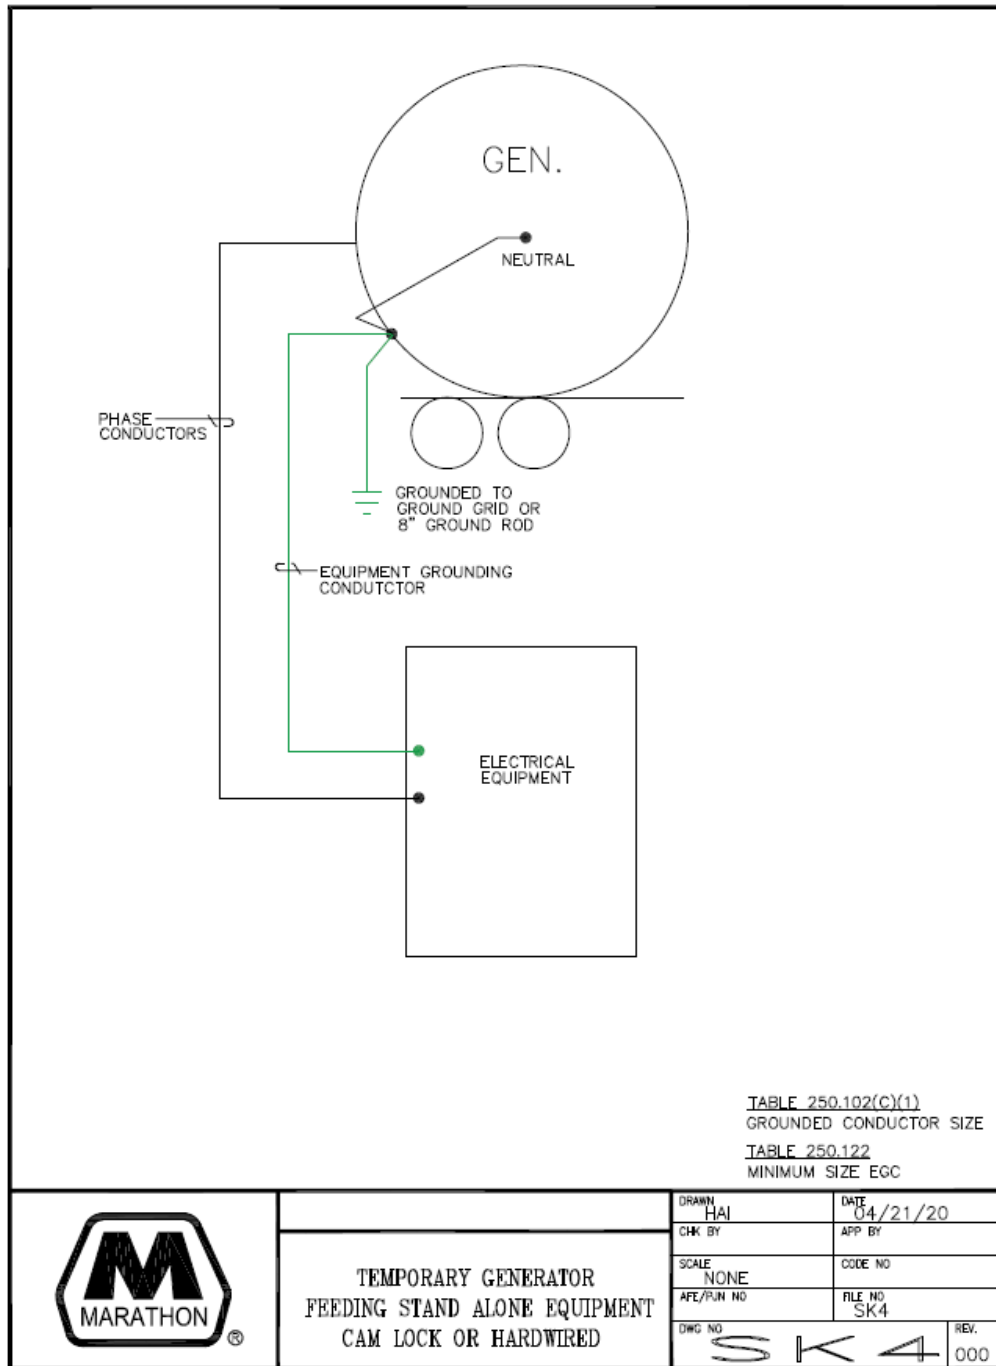 GEN.
NEUTRAL
PHASE
CONDUCTORS
GROUNDED TO
GROUND GRID OR
8" GROUND ROD
EQUIPMENT GROUNDING
CONDUTCTOR
ELECTRICAL
EQUIPMENT
TABLE 250.102(C)(1)
GROUNDED CONDUCTOR SIZE
TABLE 250.122
MINIMUM SIZE EGC
M
MARATHON
®
TEMPORARY GENERATOR
FEEDING STAND ALONE EQUIPMENT
CAM LOCK OR HARDWIRED
DRAWN
HAI
DATE
04/21/20
CHK BY
APP BY
SCALE
NONE
CODE NO
AFE/PJN NO
FILE NO
SK4
DWG NO
SK4
REV.
000